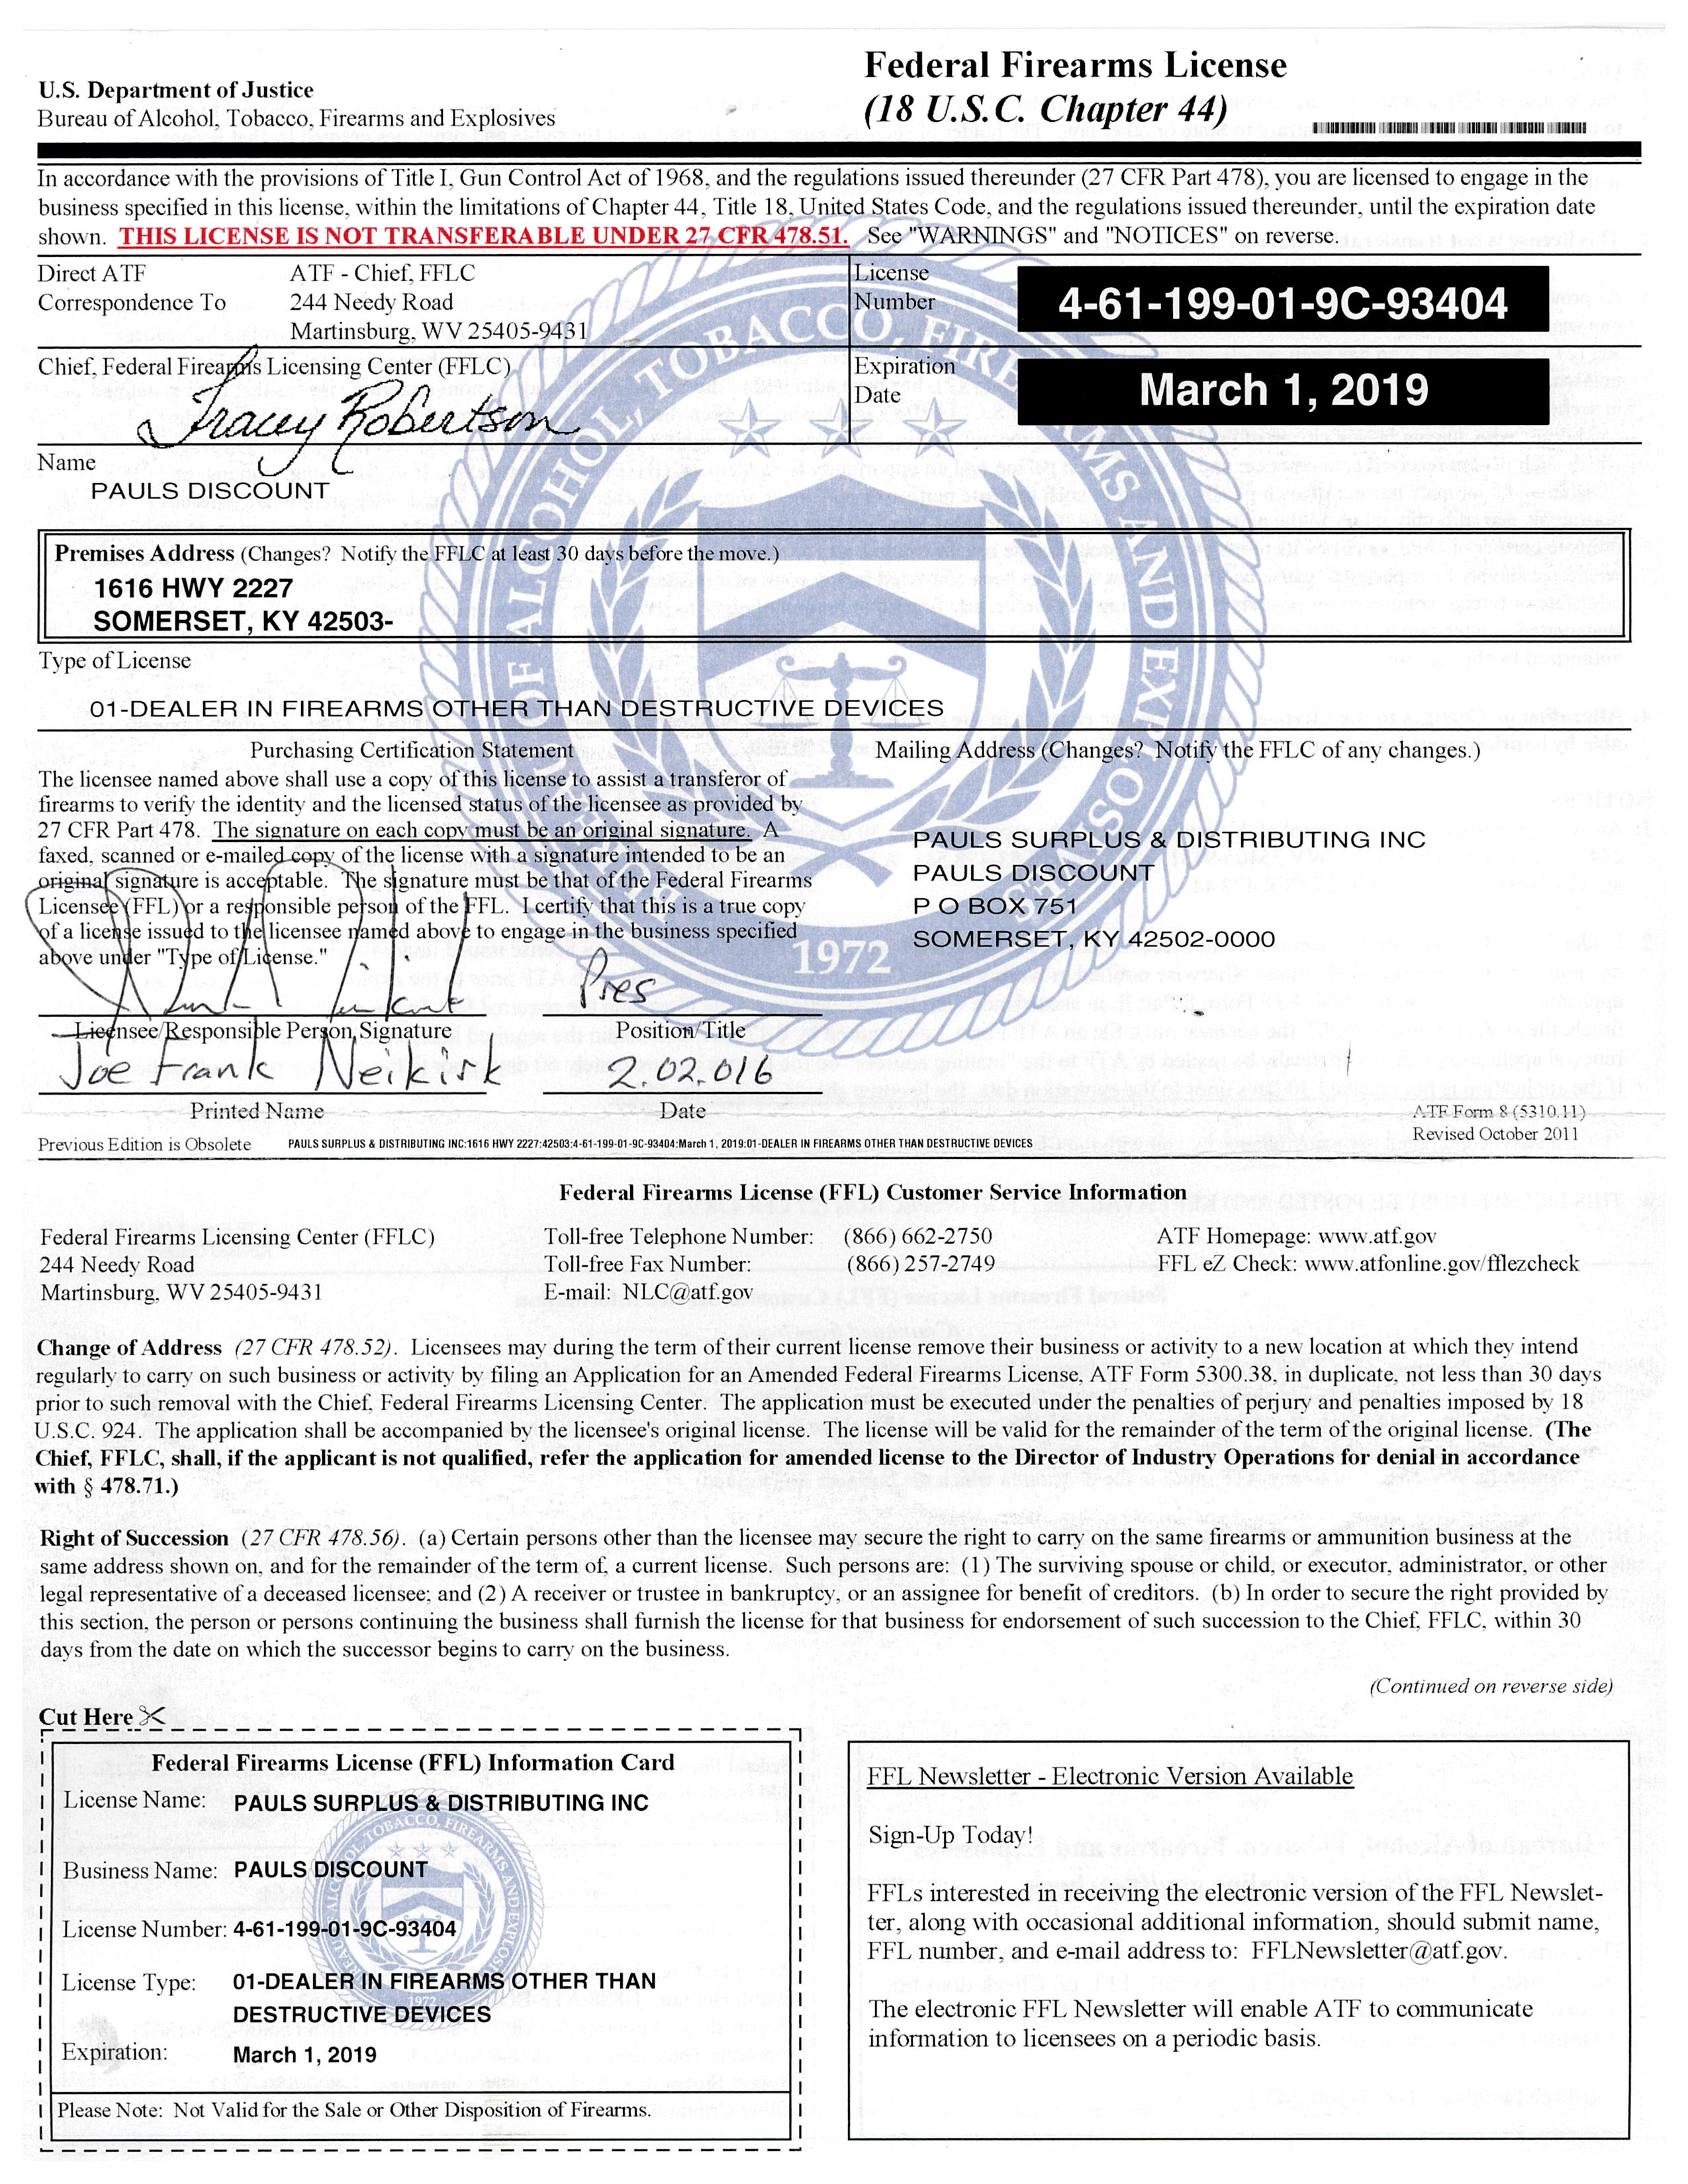 U.S. Department of Justice
Bureau of Alcohol, Tobacco, Firearms and Explosives
Federal Firearms License
(18 U.S.C. Chapter 44)
In accordance with the provisions of Title I, Gun Control Act of 1968, and the regulations issued thereunder (27 CFR Part 478), you are licensed to engage in the
business specified in this license, within the limitations of Chapter 44, Title 18, United States Code, and the regulations issued thereunder, until the expiration date
shown. THIS LICENSE IS NOT TRANSFERABLE UNDER 27 CFR 478.51. See "WARNINGS" and "NOTICES" on reverse.
Direct ATF
Correspondence To
ATF - Chief, FFLC
244 Needy Road
Martinsburg, WV 25405-9431
License
Number
4-61-199-01-9C-93404
Chief, Federal Firearms Licensing Center (FFLC)
Tracey Robertson
Expiration
Date
March 1, 2019
Name
PAULS DISCOUNT
Premises Address (Changes? Notify the FFLC at least 30 days before the move.)
1616 HWY 2227
SOMERSET, KY 42503-
Type of License
01-DEALER IN FIREARMS OTHER THAN DESTRUCTIVE DEVICES
Purchasing Certification Statement
The licensee named above shall use a copy of this license to assist a transferor of
firearms to verify the identity and the licensed status of the licensee as provided by
27 CFR Part 478. The signature on each copy must be an original signature. A
faxed, scanned or e-mailed copy of the license with a signature intended to be an
original signature is acceptable. The signature must be that of the Federal Firearms
Licensee (FFL) or a responsible person of the FFL. I certify that this is a true copy
of a license issued to the licensee named above to engage in the business specified
above under "Type of License."
Mailing Address (Changes? Notify the FFLC of any changes.)
PAULS SURPLUS & DISTRIBUTING INC
PAULS DISCOUNT
P O BOX 751
SOMERSET, KY 42502-0000
BUREAU OF ALCOHOL, TOBACCO, FIREARMS AND EXPLOSIVES
1972
Pres
Licensee/Responsible Person Signature
Position/Title
Joe Frank Neikirk
2.02.016
Printed Name
Date
ATF Form 8 (5310.11)
Revised October 2011
Previous Edition is Obsolete
PAULS SURPLUS & DISTRIBUTING INC:1616 HWY 2227:42503:4-61-199-01-9C-93404:March 1, 2019:01-DEALER IN FIREARMS OTHER THAN DESTRUCTIVE DEVICES
Federal Firearms License (FFL) Customer Service Information
Federal Firearms Licensing Center (FFLC)
244 Needy Road
Martinsburg, WV 25405-9431
Toll-free Telephone Number: (866) 662-2750
Toll-free Fax Number: (866) 257-2749
E-mail: NLC@atf.gov
ATF Homepage: www.atf.gov
FFL eZ Check: www.atfonline.gov/fflezcheck
Change of Address (27 CFR 478.52). Licensees may during the term of their current license remove their business or activity to a new location at which they intend
regularly to carry on such business or activity by filing an Application for an Amended Federal Firearms License, ATF Form 5300.38, in duplicate, not less than 30 days
prior to such removal with the Chief, Federal Firearms Licensing Center. The application must be executed under the penalties of perjury and penalties imposed by 18
U.S.C. 924. The application shall be accompanied by the licensee's original license. The license will be valid for the remainder of the term of the original license. (The
Chief, FFLC, shall, if the applicant is not qualified, refer the application for amended license to the Director of Industry Operations for denial in accordance
with § 478.71.)
Right of Succession (27 CFR 478.56). (a) Certain persons other than the licensee may secure the right to carry on the same firearms or ammunition business at the
same address shown on, and for the remainder of the term of, a current license. Such persons are: (1) The surviving spouse or child, or executor, administrator, or other
legal representative of a deceased licensee; and (2) A receiver or trustee in bankruptcy, or an assignee for benefit of creditors. (b) In order to secure the right provided by
this section, the person or persons continuing the business shall furnish the license for that business for endorsement of such succession to the Chief, FFLC, within 30
days from the date on which the successor begins to carry on the business.
(Continued on reverse side)
Cut Here
Federal Firearms License (FFL) Information Card
License Name: PAULS SURPLUS & DISTRIBUTING INC
Business Name: PAULS DISCOUNT
License Number: 4-61-199-01-9C-93404
License Type: 01-DEALER IN FIREARMS OTHER THAN
DESTRUCTIVE DEVICES
Expiration: March 1, 2019
Please Note: Not Valid for the Sale or Other Disposition of Firearms.
FFL Newsletter - Electronic Version Available
Sign-Up Today!
FFLs interested in receiving the electronic version of the FFL Newslet-
ter, along with occasional additional information, should submit name,
FFL number, and e-mail address to: FFLNewsletter@atf.gov.
The electronic FFL Newsletter will enable ATF to communicate
information to licensees on a periodic basis.